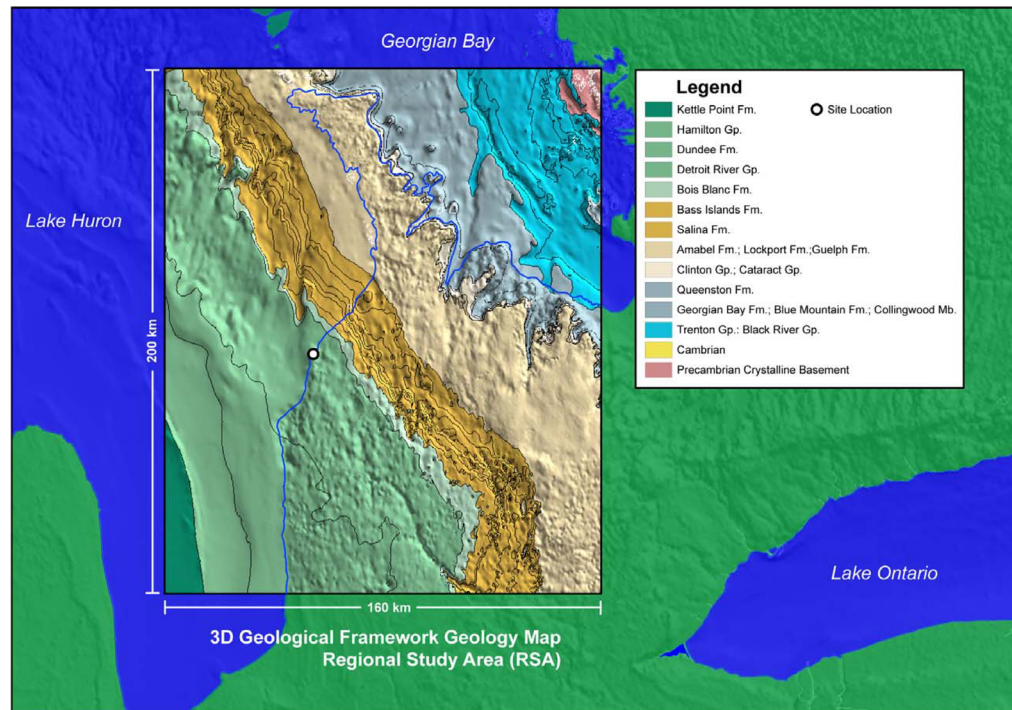 Georgian Bay
Lake Huron
Legend
Kettle Point Fm.
Site Location
Hamilton Gp.
Dundee Fm.
Detroit River Gp.
Bois Blanc Fm.
Bass Islands Fm.
Salina Fm.
Amabel Fm.; Lockport Fm.;Guelph Fm.
Clinton Gp.; Cataract Gp.
Queenston Fm.
Georgian Bay Fm.; Blue Mountain Fm.; Collingwood Mb.
Trenton Gp.: Black River Gp.
Cambrian
Precambrian Crystalline Basement
200 km
160 km
Lake Ontario
3D Geological Framework Geology Map
Regional Study Area (RSA)